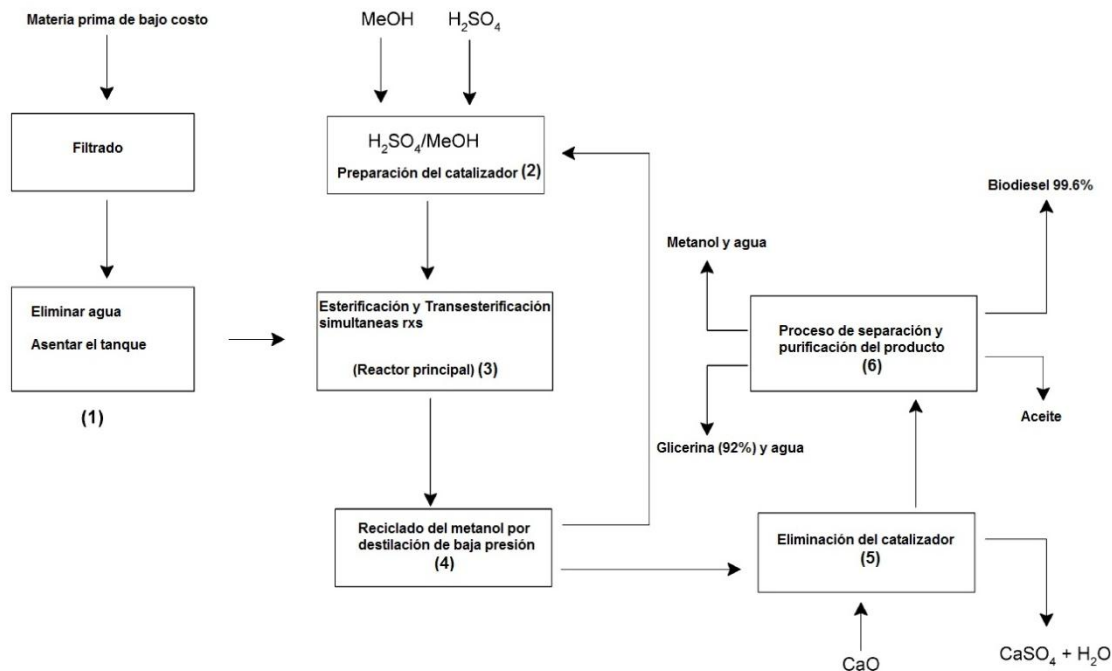 Materia prima de bajo costo
Filtrado
Eliminar agua
Asentar el tanque
(1)
MeOH
H₂SO₄
H₂SO₄/MeOH
Preparación del catalizador (2)
Esterificación y Transesterificación
simultaneas rxs
(Reactor principal) (3)
Reciclado del metanol por
destilación de baja presión
(4)
Eliminación del catalizador
(5)
CaO
CaSO₄ + H₂O
Proceso de separación y
purificación del producto
(6)
Metanol y agua
Glicerina (92%) y agua
Biodiesel 99.6%
Aceite